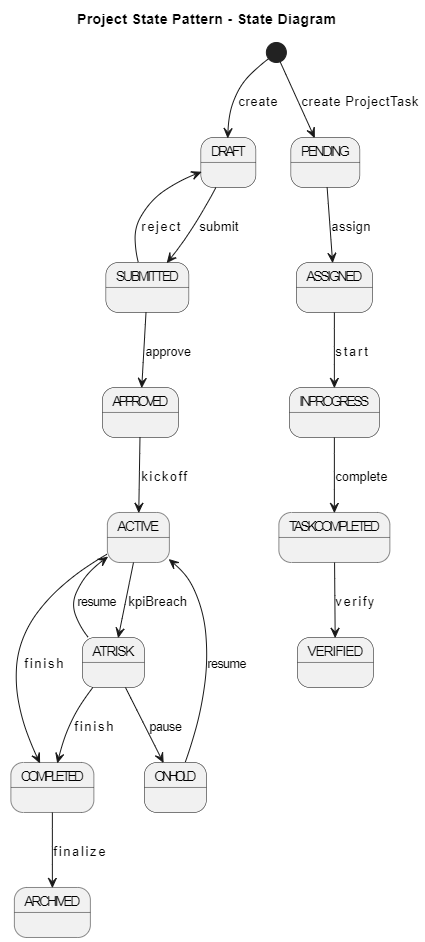 Project State Pattern - State Diagram
create
create ProjectTask
DRAFT
PENDING
reject
submit
assign
SUBMITTED
ASSIGNED
approve
start
APPROVED
INPROGRESS
kickoff
complete
ACTIVE
TASKCOMPLETED
resume
kpiBreach
verify
ATRISK
VERIFIED
finish
resume
finish
pause
COMPLETED
ONHOLD
finalize
ARCHIVED